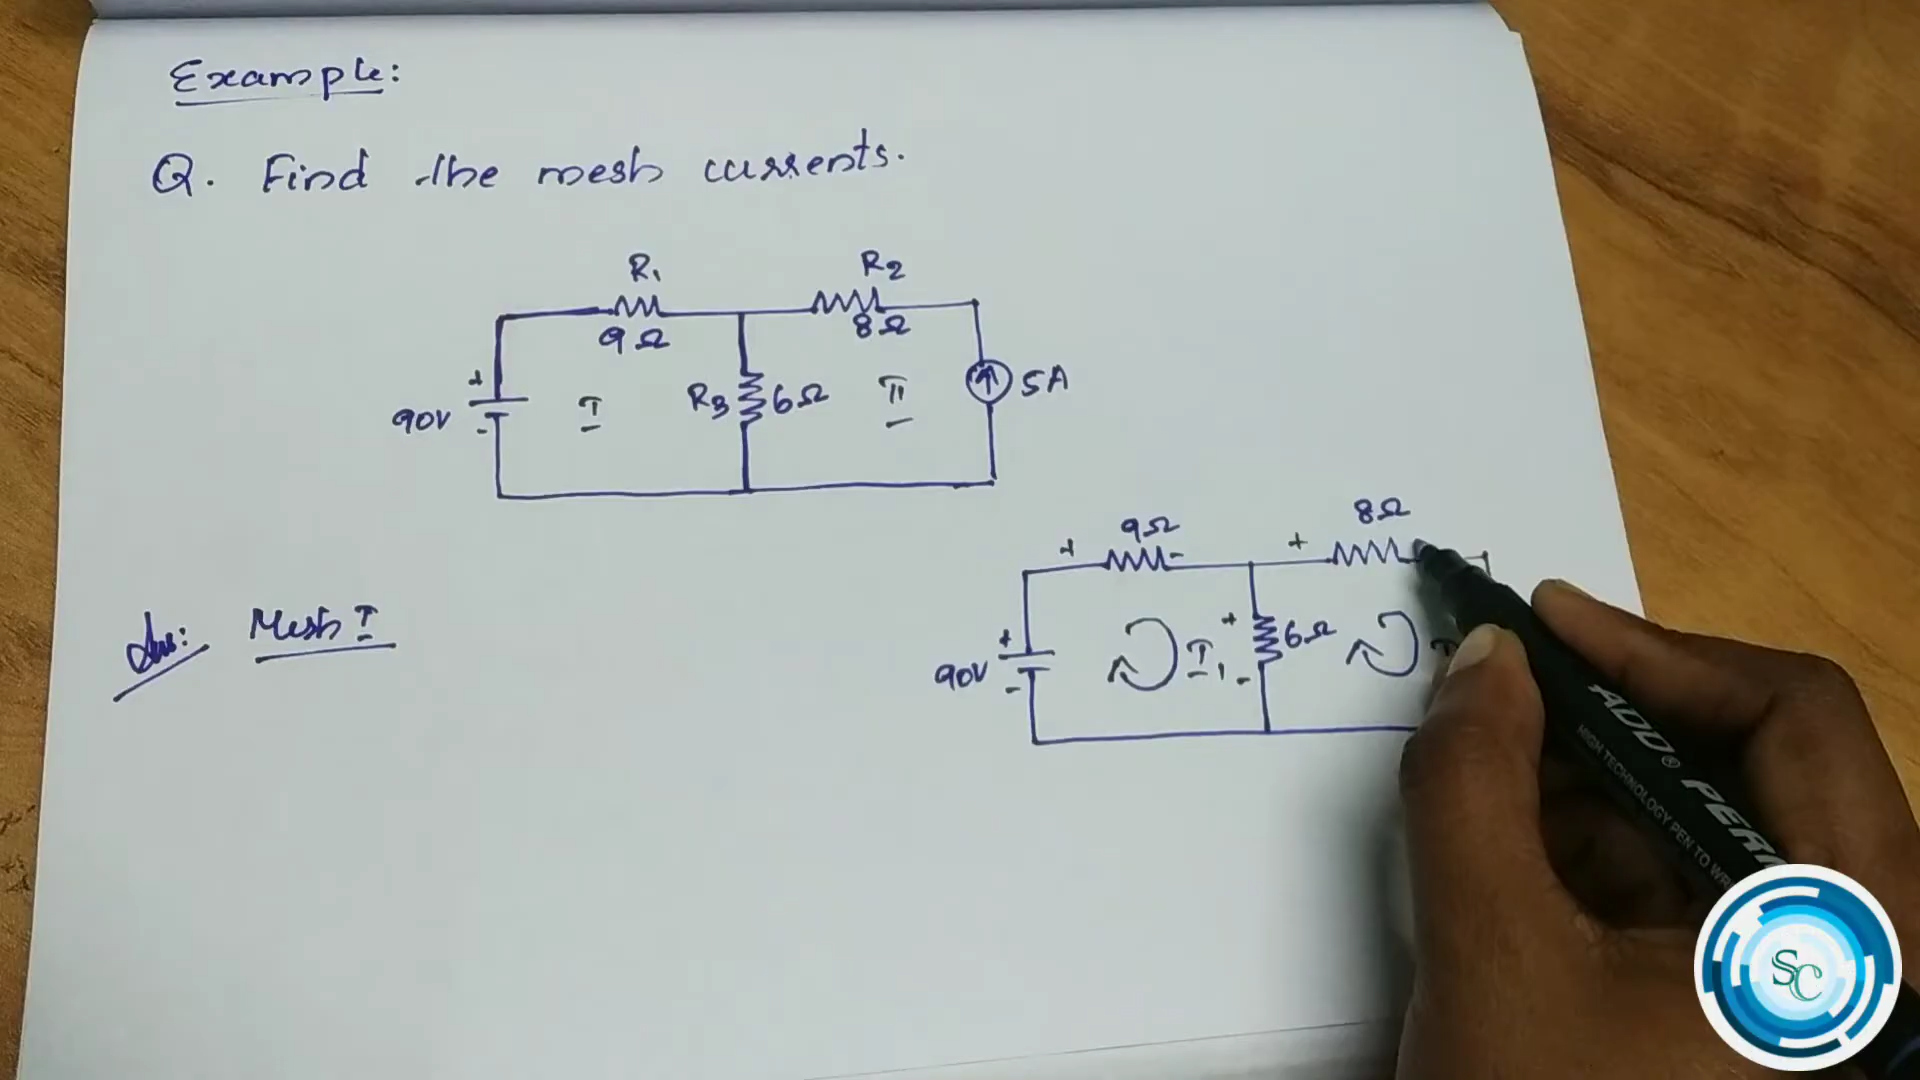 Example:
Q. Find the mesh currents.
R1
R2
9Ω
8Ω
+
90V
-
I
R3
6Ω
II
5A
Ans: Mesh I
9Ω
8Ω
+
-
+
+
90V
-
I1
+
6Ω
-
ADD® PERM
HIGH TECHNOLOGY PEN TO WR
SC